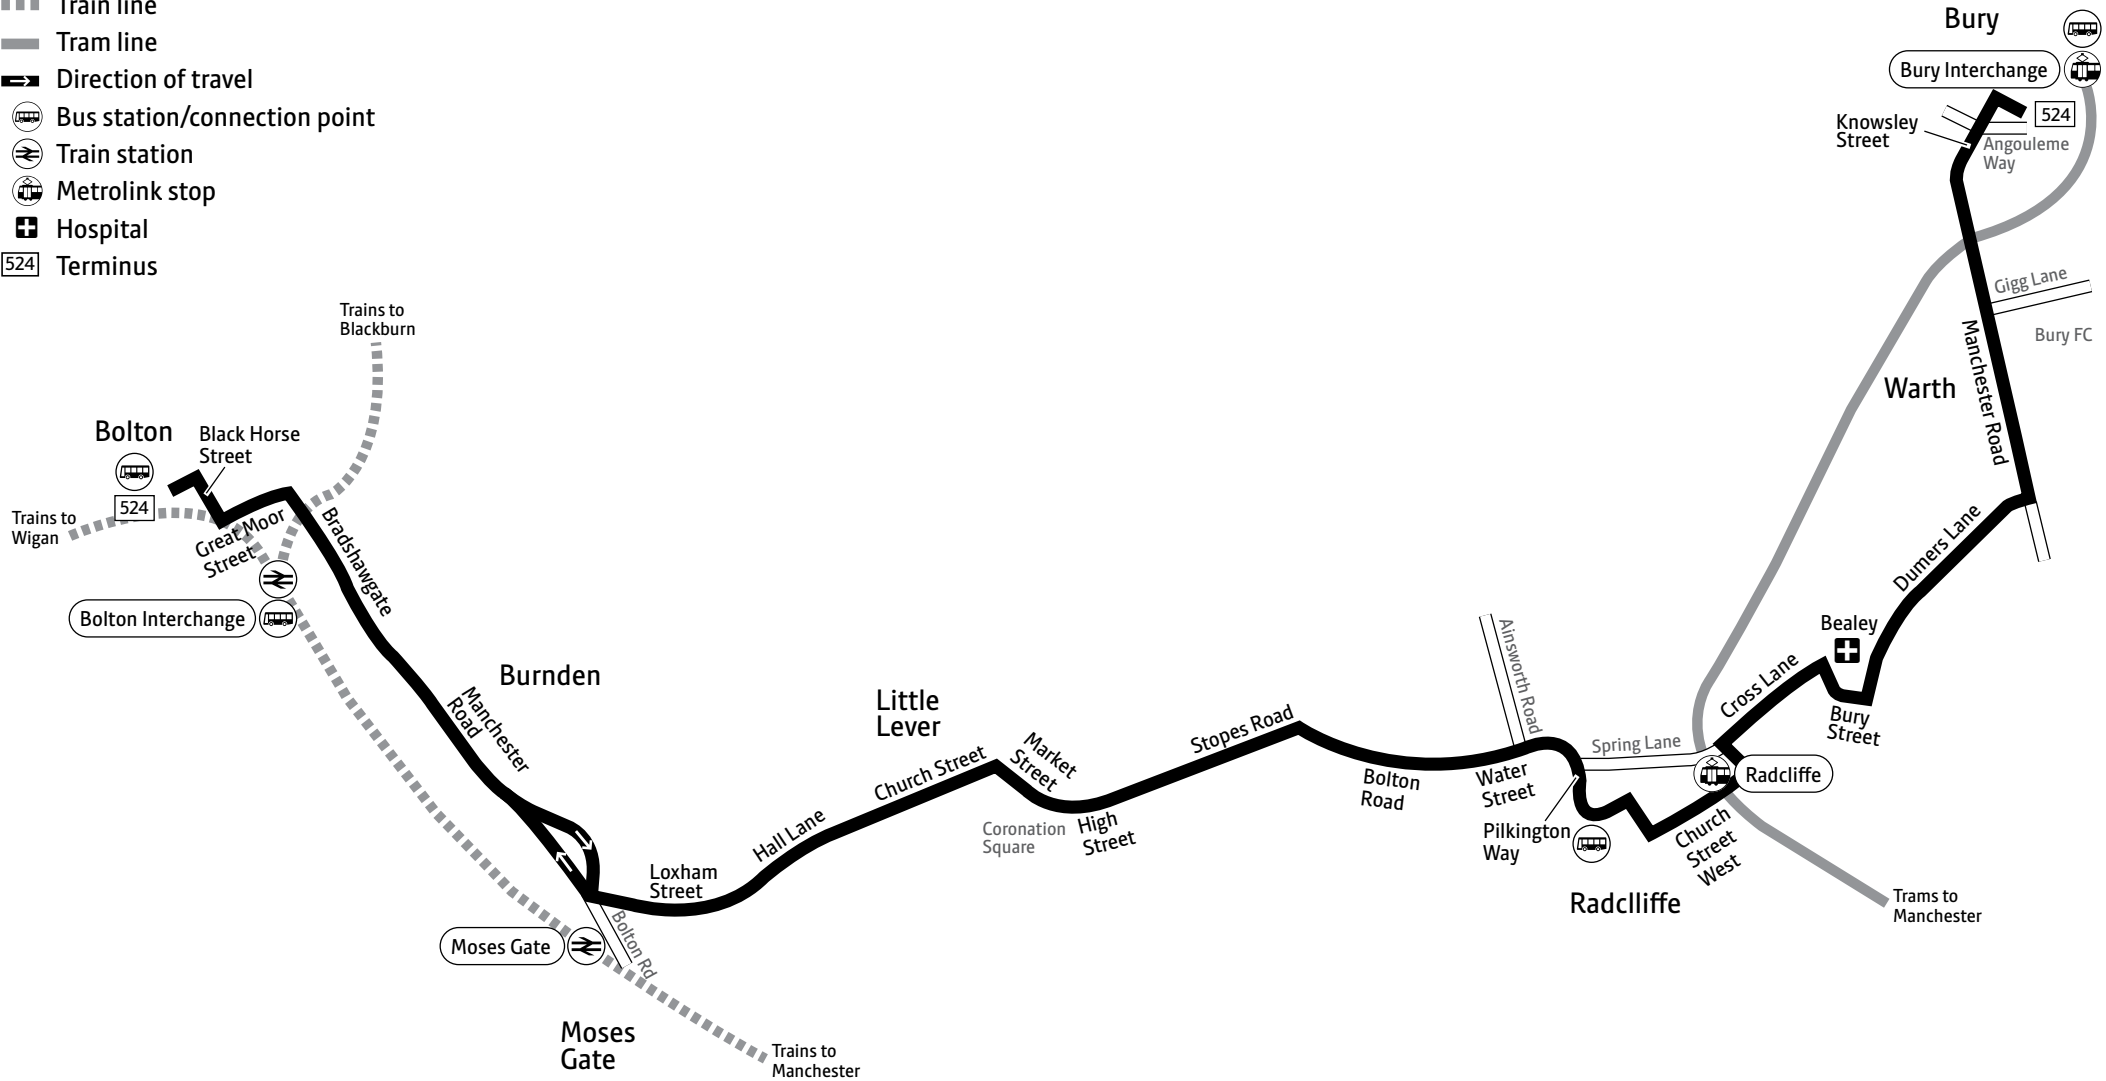 Train line
Tram line
Direction of travel
Bus station/connection point
Train station
Metrolink stop
Hospital
524 Terminus
Bury
Bury Interchange
524
Knowsley
Street
Angouleme
Way
Gigg Lane
Bury FC
Manchester Road
Warth
Trains to
Blackburn
Bolton
Black Horse
Street
524
Trains to
Wigan
Great Moor
Street
Bradshawgate
Bolton Interchange
Burnden
Manchester
Road
Little
Lever
Church Street
Market
Street
Stopes Road
Hall Lane
Coronation
Square
High
Street
Loxham
Street
Bolton Rd
Moses Gate
Moses
Gate
Trains to
Manchester
Bolton
Road
Water
Street
Ainsworth Road
Spring Lane
Pilkington
Way
Radclliffe
Church
Street
West
Radcliffe
Cross Lane
Bealey
Bury
Street
Dumers Lane
Trams to
Manchester